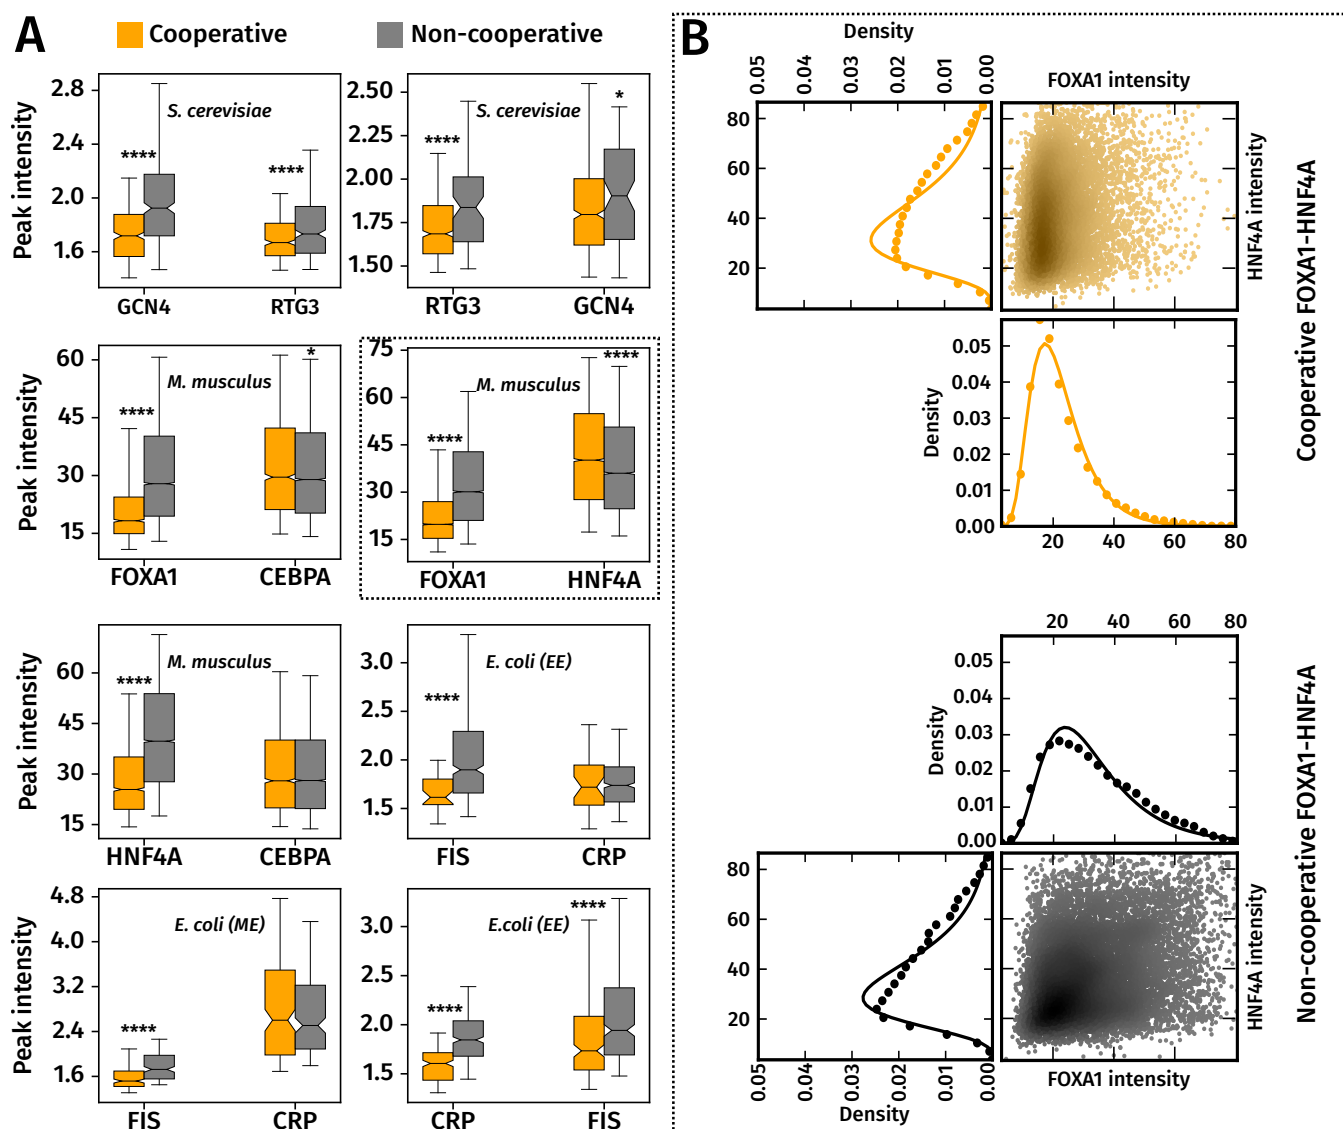 A
Cooperative
Non-cooperative
Peak intensity
2.8
2.4
2.0
1.6
S. cerevisiae
****
****
GCN4
RTG3
2.50
2.25
2.00
1.75
1.50
S. cerevisiae
****
*
RTG3
GCN4
Peak intensity
60
45
30
15
M. musculus
****
*
FOXA1
CEBPA
75
60
45
30
15
M. musculus
****
****
FOXA1
HNF4A
Peak intensity
60
45
30
15
M. musculus
****
HNF4A
CEBPA
3.0
2.5
2.0
1.5
E. coli (EE)
****
FIS
CRP
Peak intensity
4.8
4.0
3.2
2.4
1.6
E. coli (ME)
****
FIS
CRP
3.0
2.5
2.0
1.5
E.coli (EE)
****
****
CRP
FIS
B
Density
0.05
0.04
0.03
0.02
0.01
0.00
80
60
40
20
FOXA1 intensity
HNF4A intensity
Density
0.05
0.04
0.03
0.02
0.01
0.00
20
40
60
80
Cooperative FOXA1-HNF4A
20
40
60
80
Density
0.05
0.04
0.03
0.02
0.01
0.00
80
60
40
20
0.05
0.04
0.03
0.02
0.01
0.00
Density
HNF4A intensity
FOXA1 intensity
Non-cooperative FOXA1-HNF4A